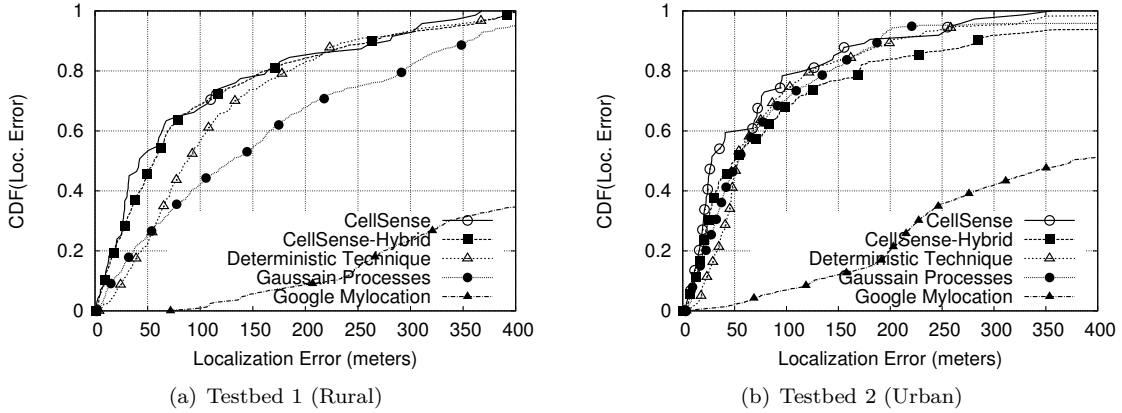 1
0.8
0.6
0.4
0.2
0
CDF(Loc. Error)
CellSense
CellSense-Hybrid
Deterministic Technique
Gaussain Processes
Google Mylocation
0 50 100 150 200 250 300 350 400
Localization Error (meters)
(a) Testbed 1 (Rural)
1
0.8
0.6
0.4
0.2
0
CDF(Loc. Error)
CellSense
CellSense-Hybrid
Deterministic Technique
Gaussain Processes
Google Mylocation
0 50 100 150 200 250 300 350 400
Localization Error (meters)
(b) Testbed 2 (Urban)